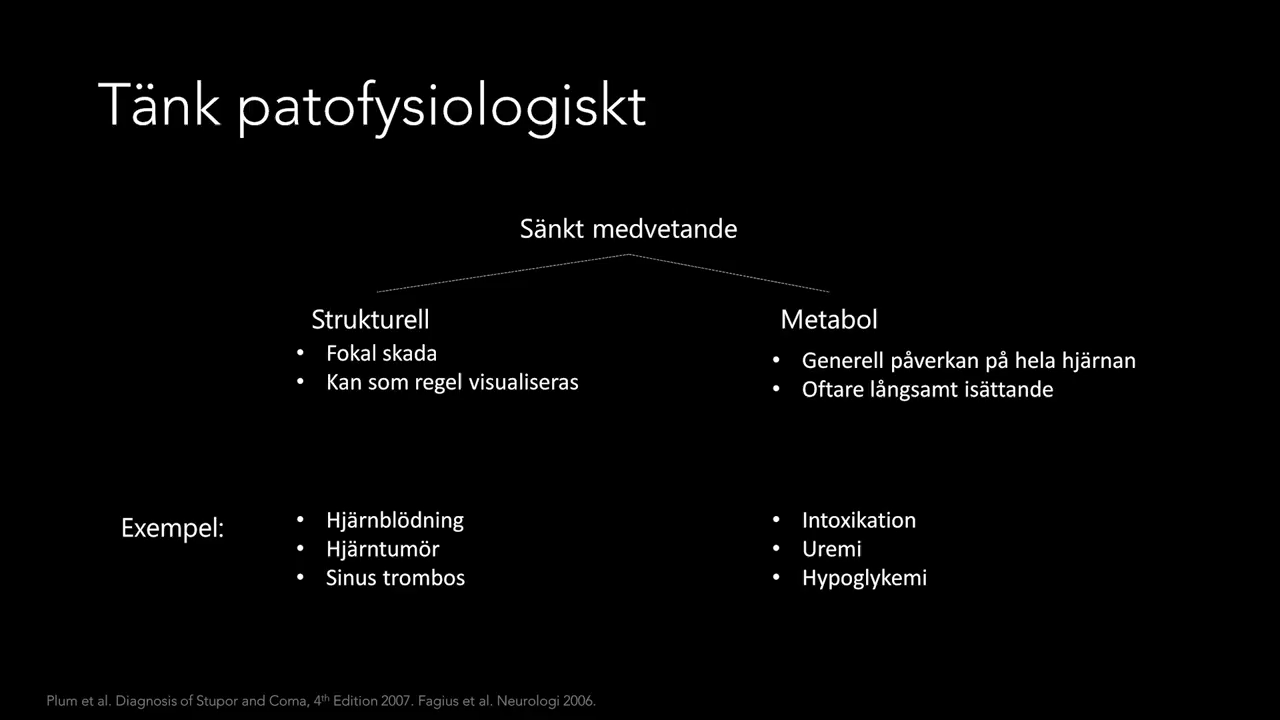 Tänk patofysiologiskt
Sänkt medvetande
Strukturell
• Fokal skada
• Kan som regel visualiseras
Metabol
• Generell påverkan på hela hjärnan
• Oftare långsamt isättande
Exempel:
• Hjärnblödning
• Hjärntumör
• Sinus trombos
• Intoxikation
• Uremi
• Hypoglykemi
Plum et al. Diagnosis of Stupor and Coma, 4th Edition 2007. Fagius et al. Neurologi 2006.